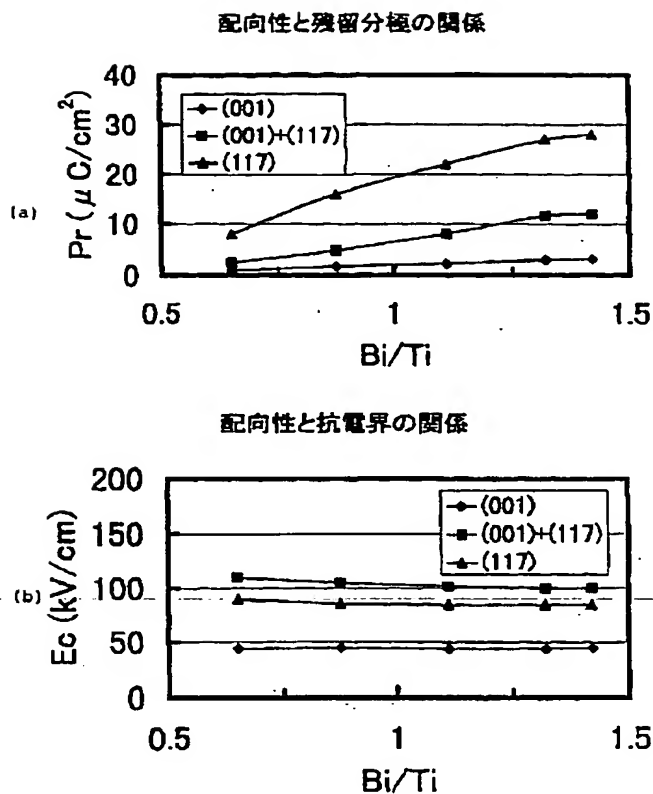 配向性と残留分極の関係
40
30
20
10
0
(a)
Pr(μC/cm²)
(001)
(001)+(117)
(117)
0.5
1
1.5
Bi/Ti
配向性と抗電界の関係
200
150
100
50
0
(b)
Ec(kV/cm)
(001)
(001)+(117)
(117)
0.5
1
1.5
Bi/Ti